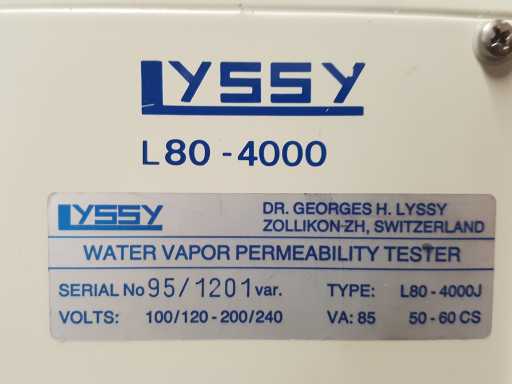 LYSSY
L80-4000
LYSSY
DR. GEORGES H. LYSSY
ZOLLIKON-ZH, SWITZERLAND
WATER VAPOR PERMEABILITY TESTER
SERIAL No 95/1201 var. TYPE: L80-4000J
VOLTS: 100/120-200/240 VA: 85 50-60 CS